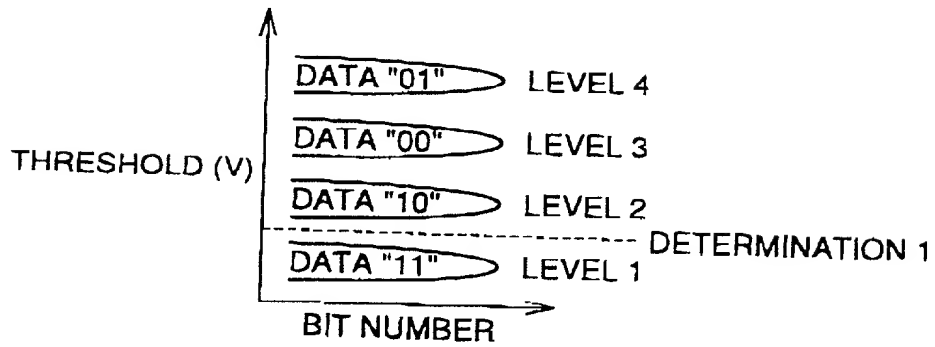 DATA "01" LEVEL 4
DATA "00" LEVEL 3
THRESHOLD (V)
DATA "10" LEVEL 2
DETERMINATION 1
DATA "11" LEVEL 1
BIT NUMBER